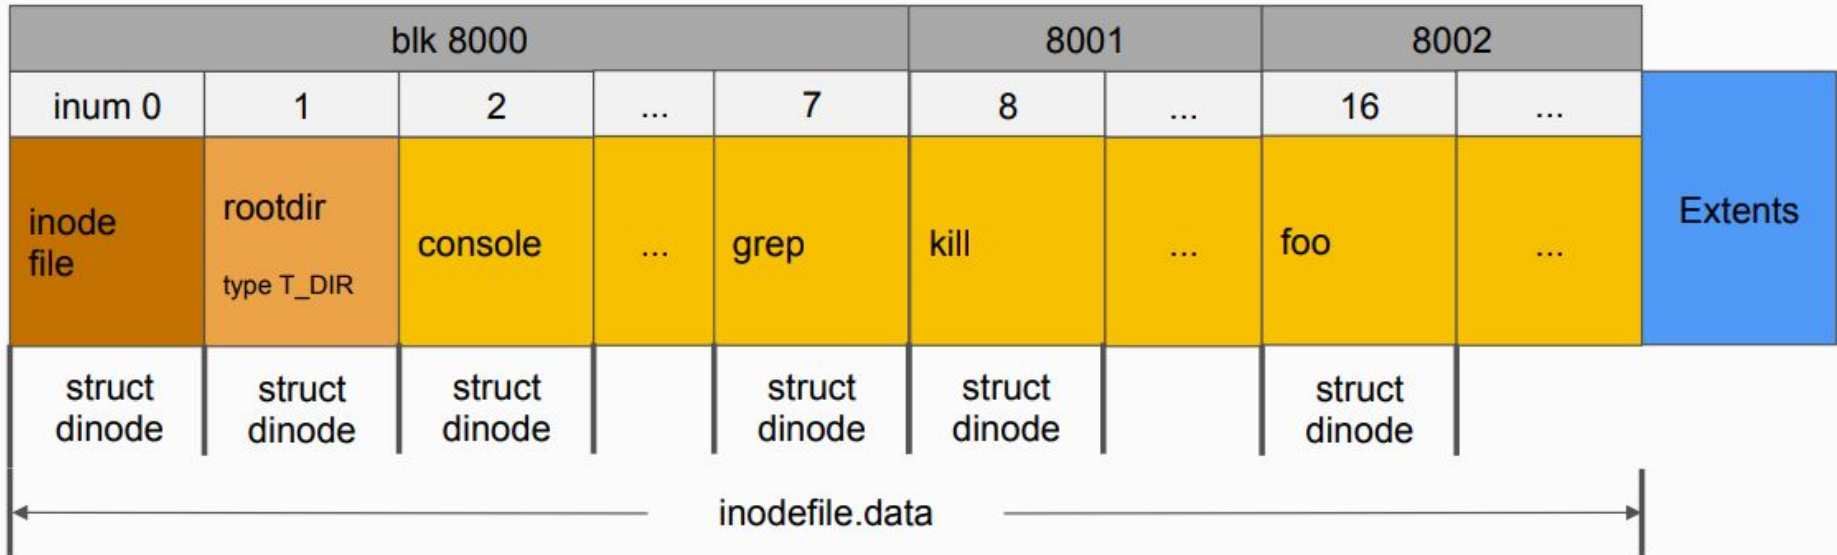 blk 8000 8001 8002
inum 0 1 2 ... 7 8 ... 16 ...
inode
file
rootdir
type T_DIR
console
...
grep
kill
...
foo
...
Extents
struct
dinode
struct
dinode
struct
dinode
struct
dinode
struct
dinode
struct
dinode
inodefile.data